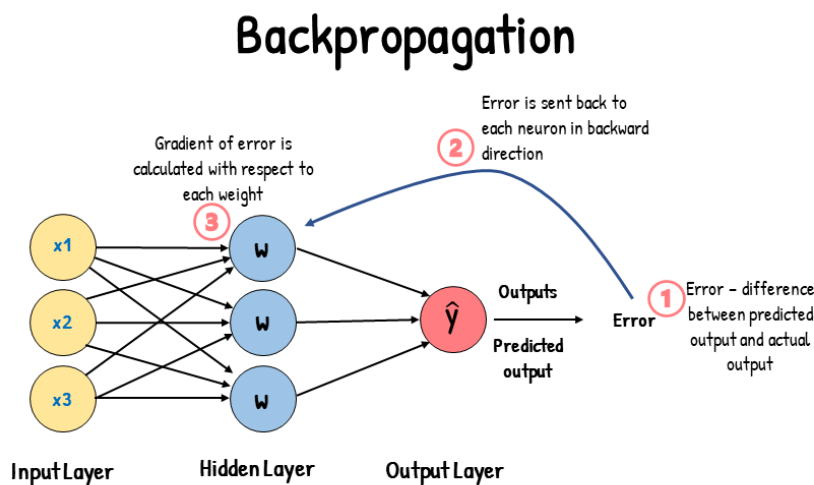 Backpropagation
Error is sent back to
each neuron in backward
direction
2
Gradient of error is
calculated with respect to
each weight
3
x1
x2
x3
w
w
w
ŷ
Outputs
Predicted
output
Error
1
Error – difference
between predicted
output and actual
output
Input Layer
Hidden Layer
Output Layer